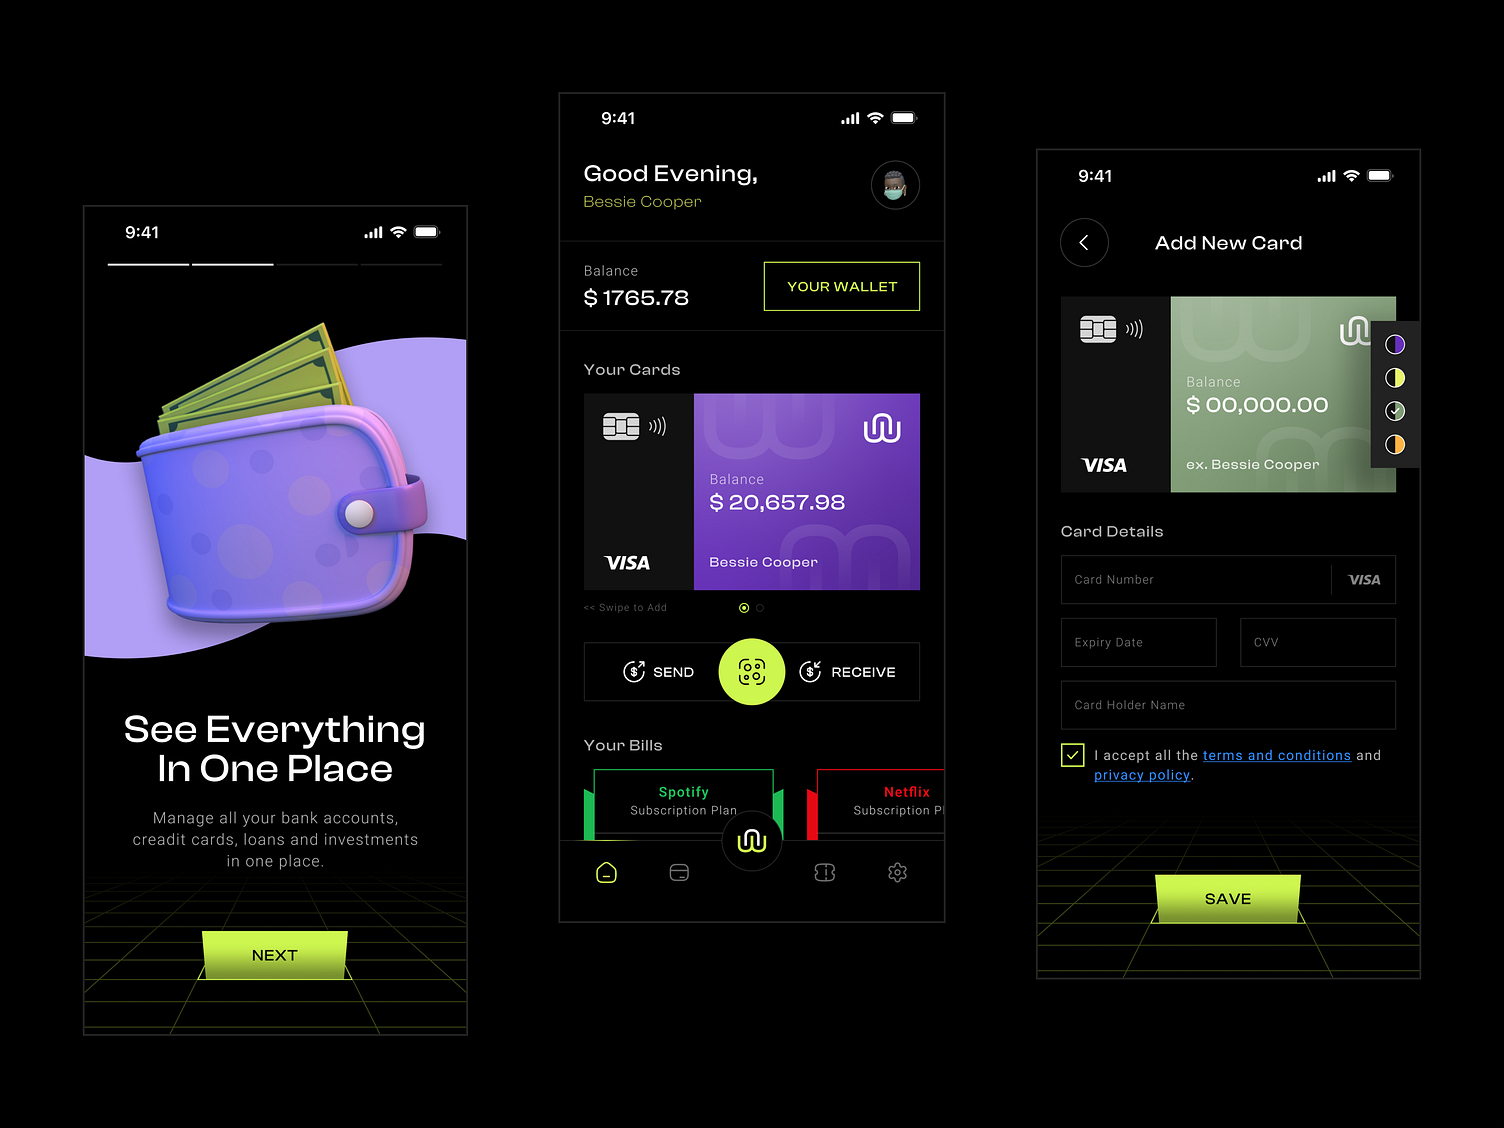 9:41
See Everything
In One Place
Manage all your bank accounts,
creadit cards, loans and investments
in one place.
NEXT
9:41
Good Evening,
Bessie Cooper
Balance
$ 1765.78
YOUR WALLET
Your Cards
Balance
$ 20,657.98
VISA
Bessie Cooper
<< Swipe to Add
$ SEND
$ RECEIVE
Your Bills
Spotify
Subscription Plan
Netflix
Subscription Pl
9:41
Add New Card
Balance
$ 00,000.00
VISA
ex. Bessie Cooper
Card Details
Card Number
VISA
Expiry Date
CVV
Card Holder Name
I accept all the terms and conditions and
privacy policy.
SAVE